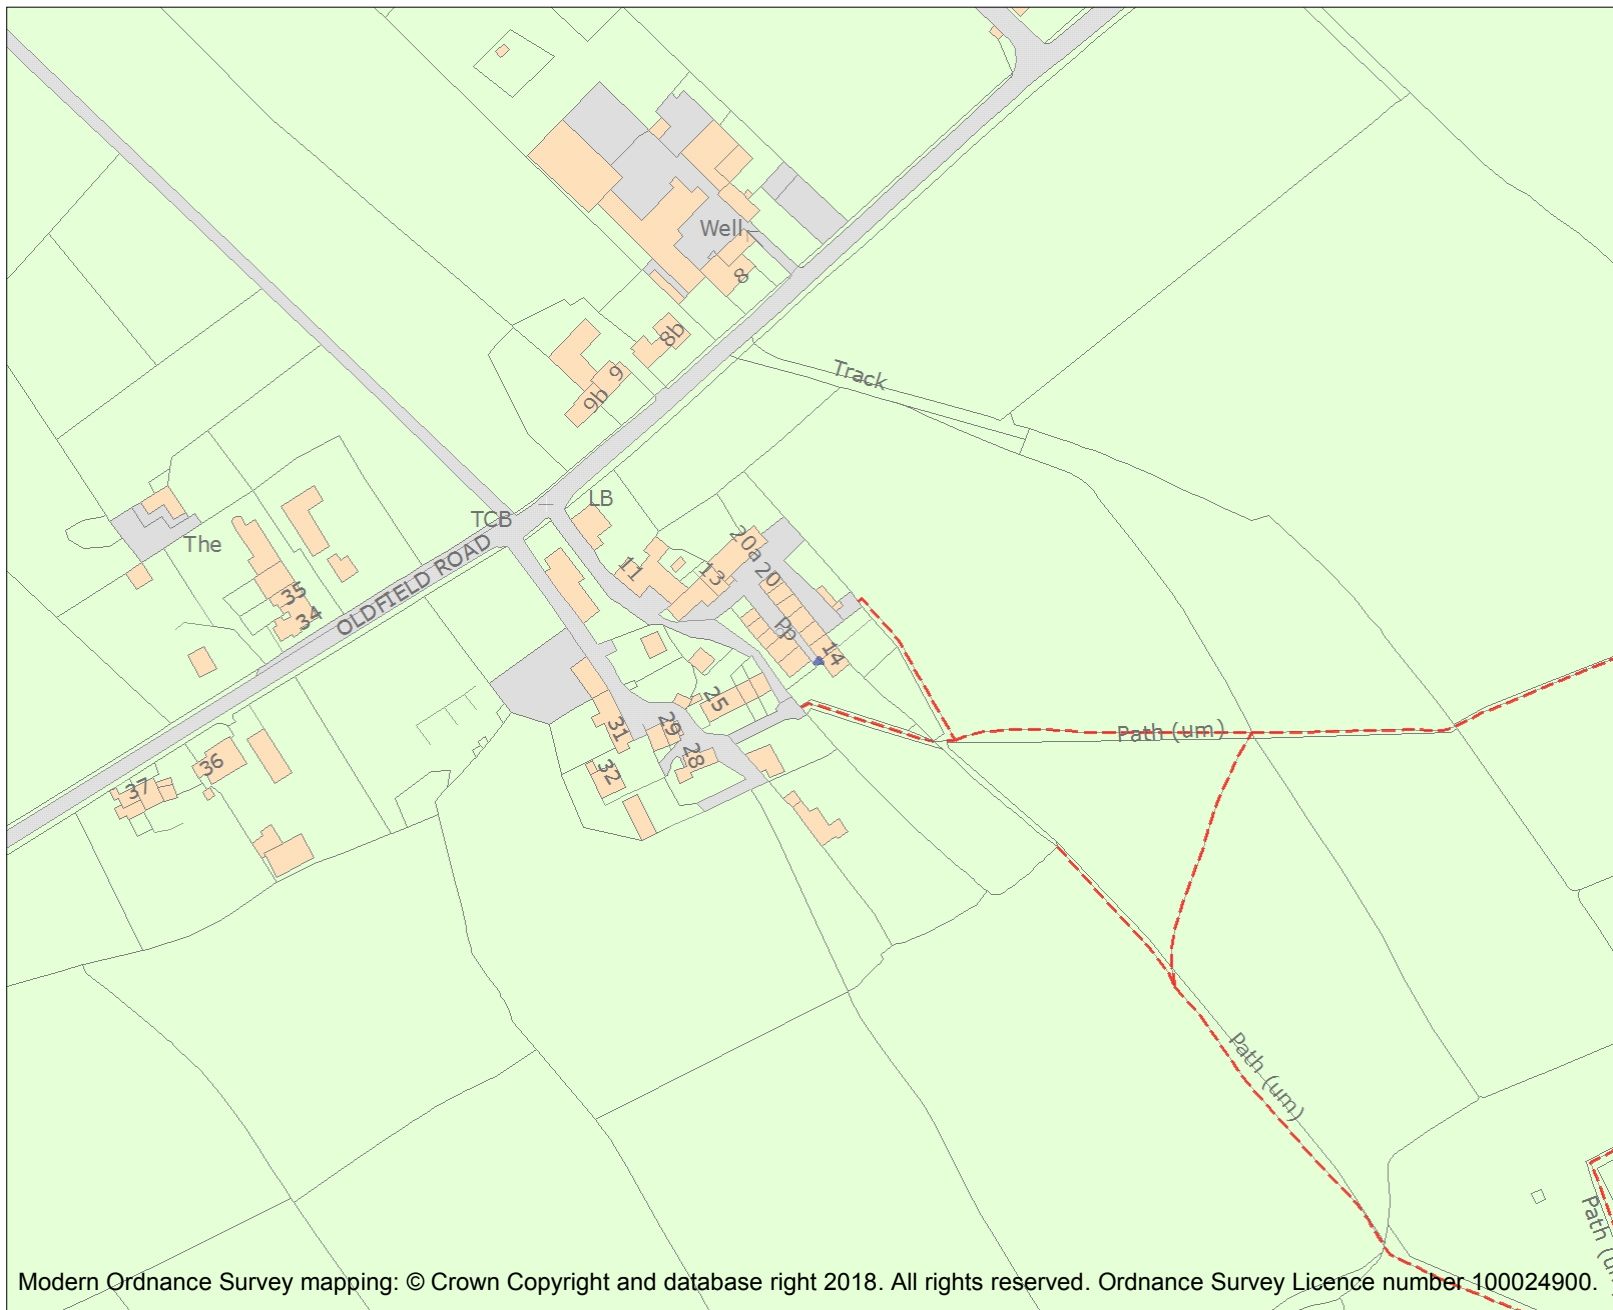 Well
8
8b
9
9b
Track
LB
TCB
The
OLDFIELD ROAD
20a
11
13
20
35
34
Pp
14
25
31
29
28
Path (um)
36
32
37
Path (um)
Path (u
Modern Ordnance Survey mapping: © Crown Copyright and database right 2018. All rights reserved. Ordnance Survey Licence number 100024900.